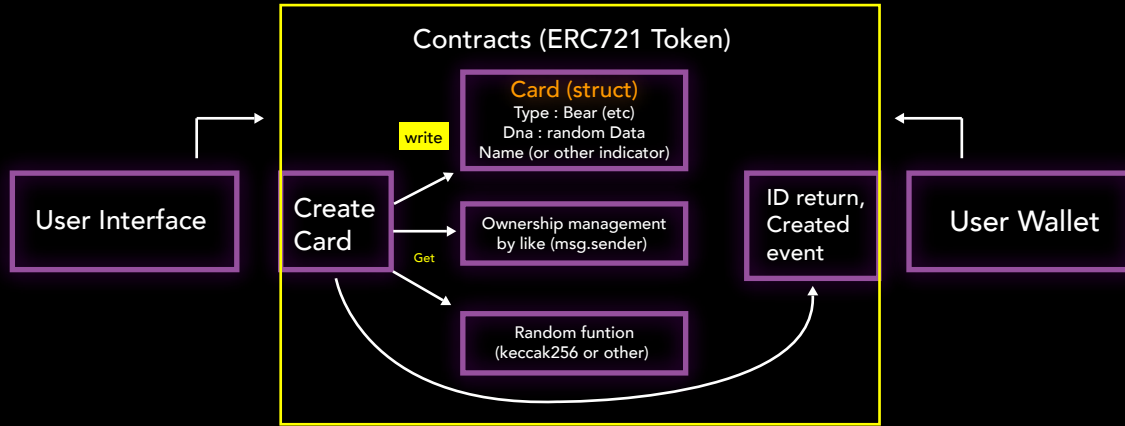 Contracts (ERC721 Token)
Card (struct)
Type : Bear (etc)
Dna : random Data
Name (or other indicator)
write
User Interface
Create
Card
Ownership management
by like (msg.sender)
Get
Random funtion
(keccak256 or other)
ID return,
Created
event
User Wallet